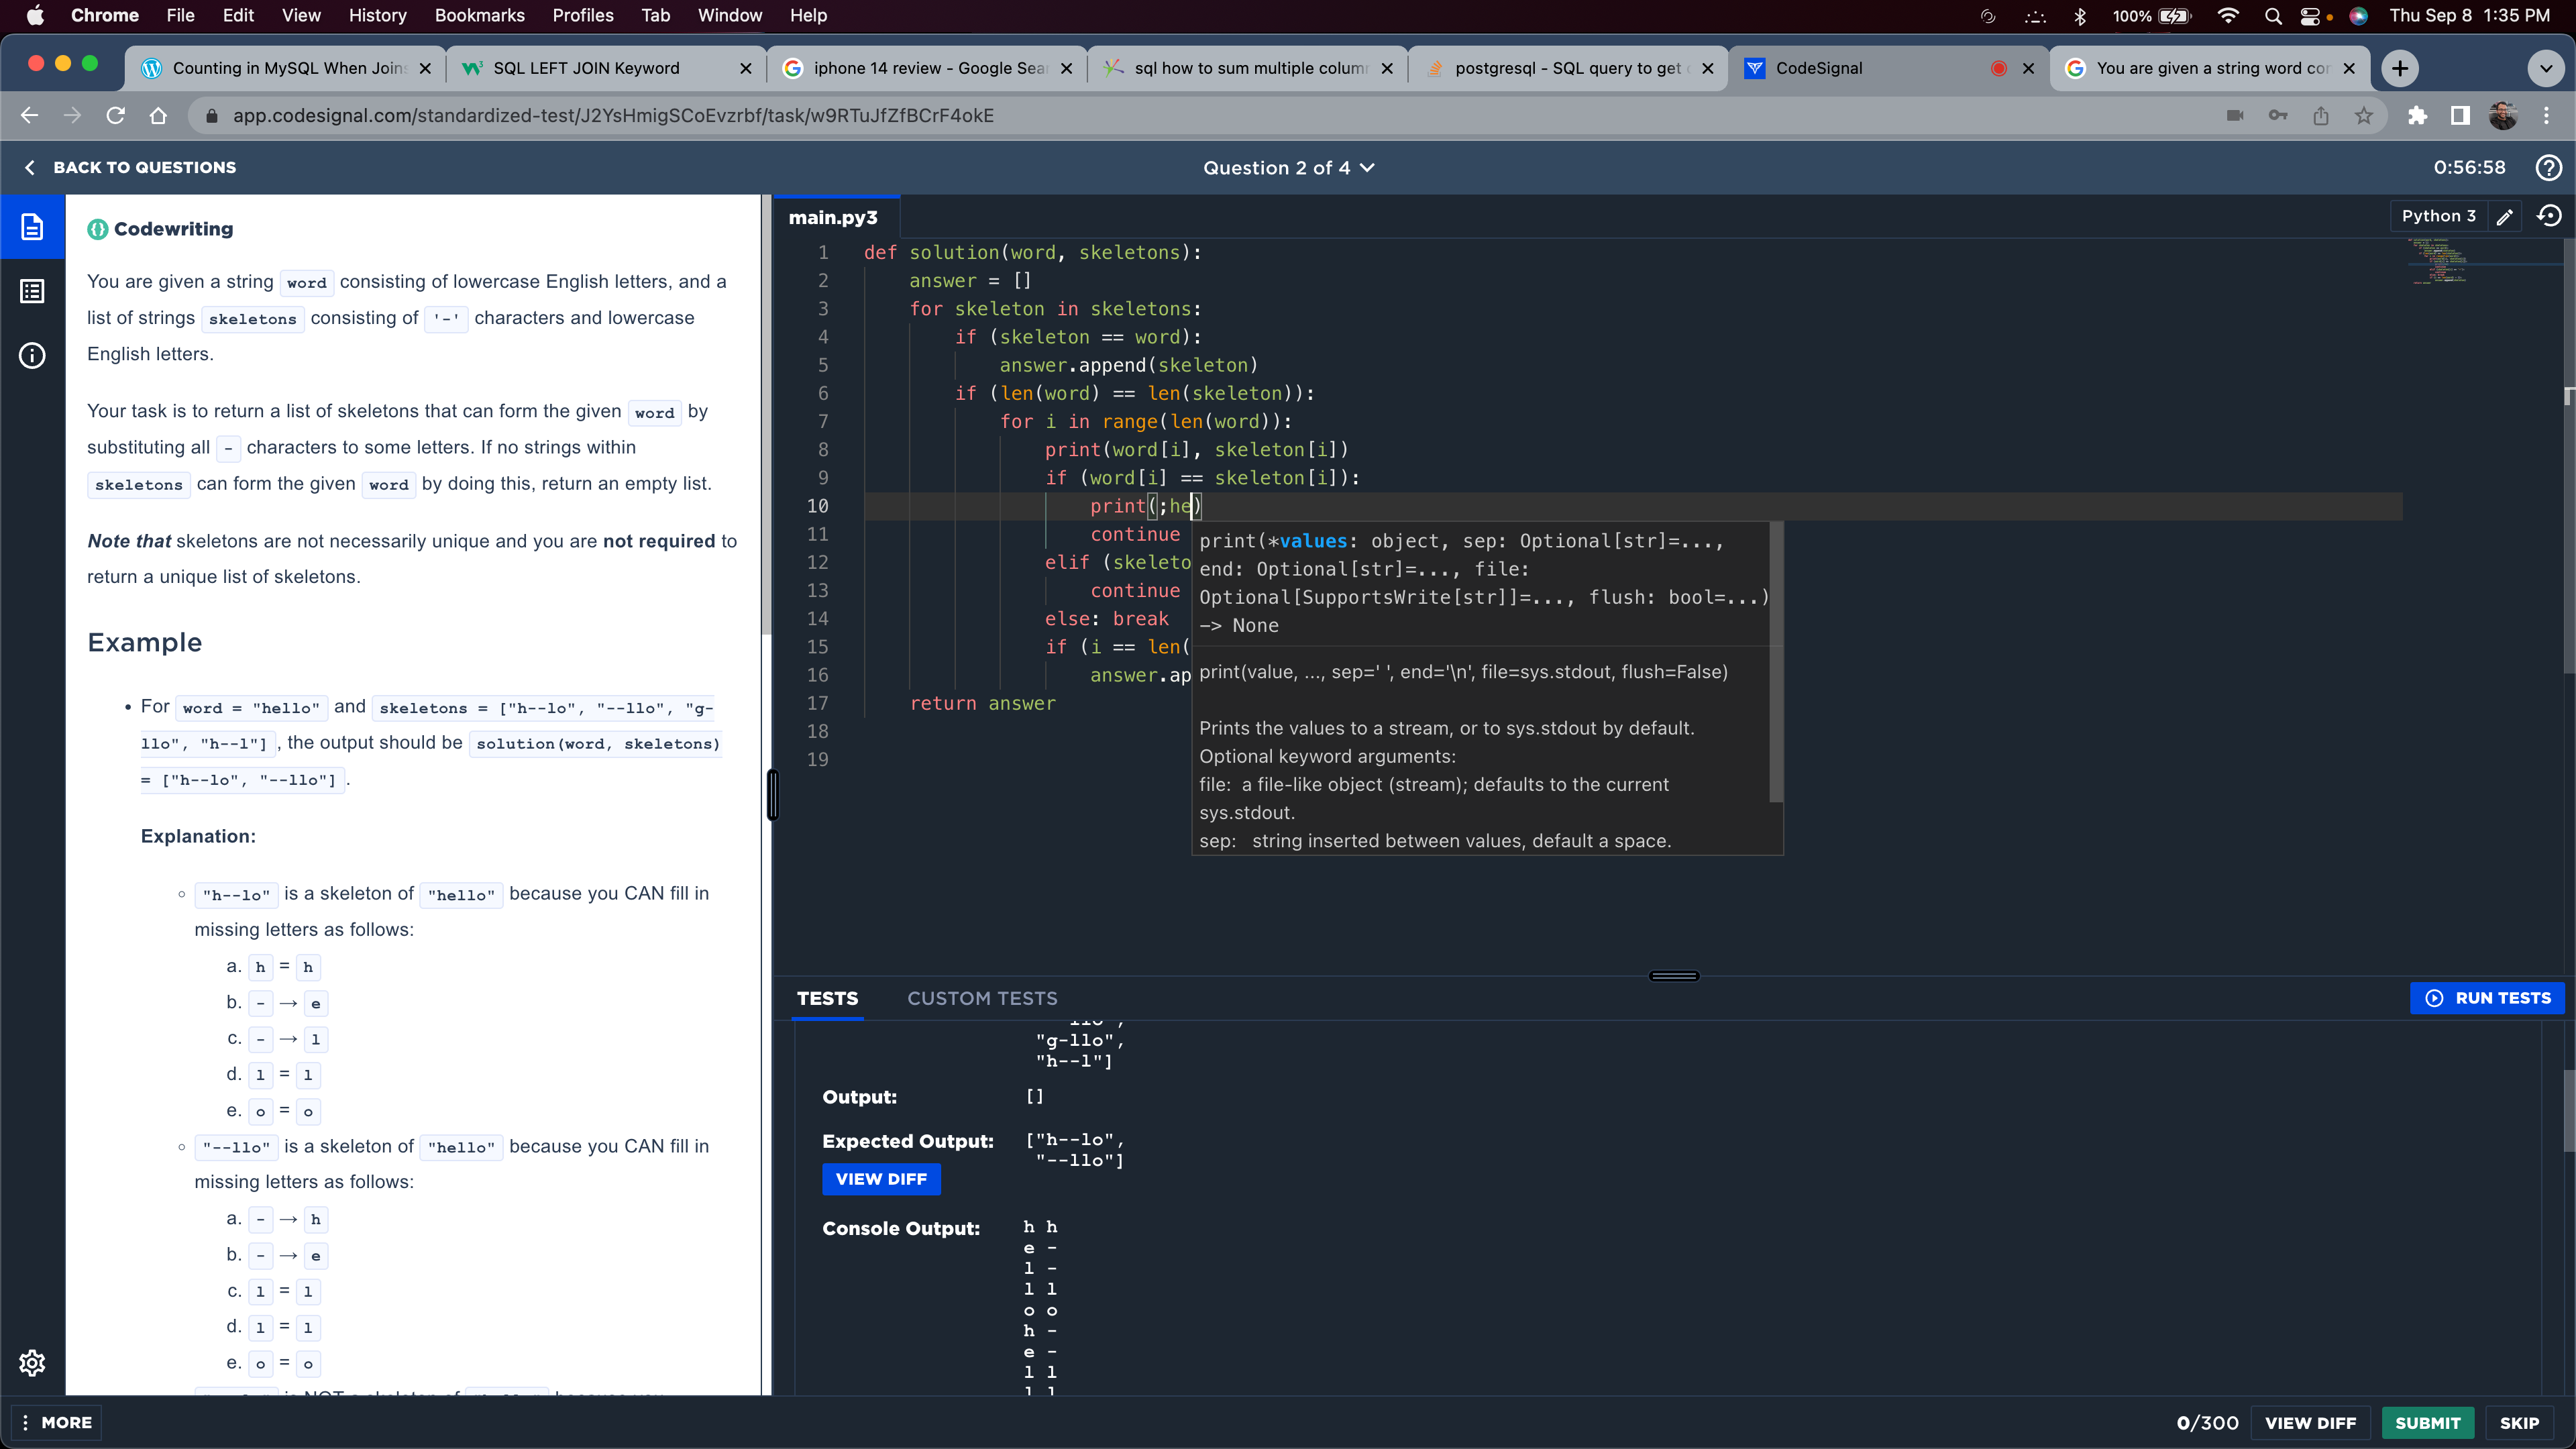 Chrome File Edit View History Bookmarks Profiles Tab Window Help 100% Thu Sep 8 1:35 PM
Counting in MySQL When Joins SQL LEFT JOIN Keyword iphone 14 review - Google Sear sql how to sum multiple column postgresql - SQL query to get CodeSignal You are given a string word cor
app.codesignal.com/standardized-test/J2YsHmigSCoEvzrbf/task/w9RTuJfZfBCrF4okE
BACK TO QUESTIONS Question 2 of 4 0:56:58
Codewriting
You are given a string word consisting of lowercase English letters, and a
list of strings skeletons consisting of '-' characters and lowercase
English letters.
Your task is to return a list of skeletons that can form the given word by
substituting all - characters to some letters. If no strings within
skeletons can form the given word by doing this, return an empty list.
Note that skeletons are not necessarily unique and you are not required to
return a unique list of skeletons.
Example
• For word = "hello" and skeletons = ["h--lo", "--llo", "g-
llo", "h--l"] , the output should be solution(word, skeletons)
= ["h--lo", "--llo"] .
Explanation:
"h--lo" is a skeleton of "hello" because you CAN fill in
missing letters as follows:
a. h = h
b. - → e
c. - → l
d. l = l
e. o = o
"--llo" is a skeleton of "hello" because you CAN fill in
missing letters as follows:
a. - → h
b. - → e
c. l = l
d. l = l
e. o = o
main.py3
Python 3
1 def solution(word, skeletons):
2 answer = []
3 for skeleton in skeletons:
4 if (skeleton == word):
5 answer.append(skeleton)
6 if (len(word) == len(skeleton)):
7 for i in range(len(word)):
8 print(word[i], skeleton[i])
9 if (word[i] == skeleton[i]):
10 print(;he)
11 continue
12 elif (skeleto
13 continue
14 else: break
15 if (i == len(
16 answer.ap
17 return answer
18
19
print(*values: object, sep: Optional[str]=...,
end: Optional[str]=..., file:
Optional[SupportsWrite[str]]=..., flush: bool=...)
-> None
print(value, ..., sep=' ', end='\n', file=sys.stdout, flush=False)
Prints the values to a stream, or to sys.stdout by default.
Optional keyword arguments:
file: a file-like object (stream); defaults to the current
sys.stdout.
sep: string inserted between values, default a space.
TESTS CUSTOM TESTS RUN TESTS
"g-llo",
"h--l"]
Output: []
Expected Output: ["h--lo",
"--llo"]
VIEW DIFF
Console Output: h h
e -
l -
l l
o o
h -
e -
l l
l l
MORE 0/300 VIEW DIFF SUBMIT SKIP